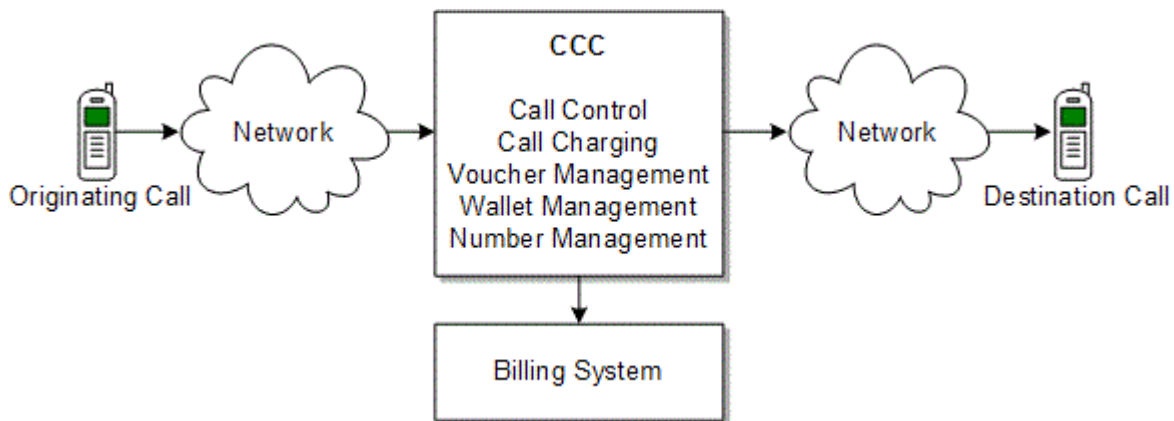 CCC
Call Control
Call Charging
Voucher Management
Wallet Management
Number Management
Network
Network
Originating Call
Destination Call
Billing System